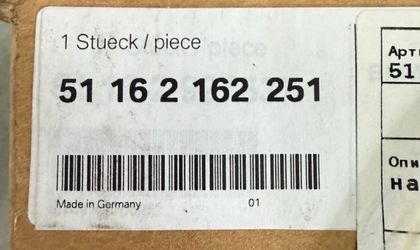 1 Stueck / piece
51 16 2 162 251
Made in Germany 01
Арт
51
Опи
на